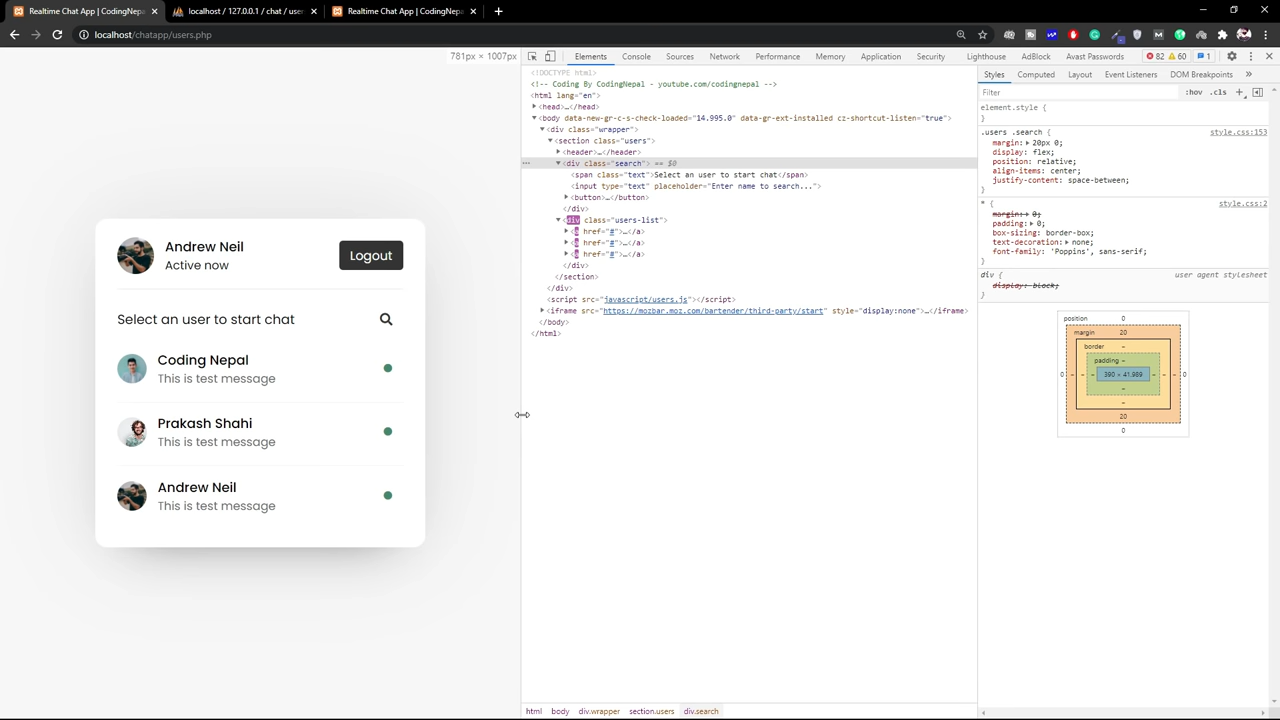 Realtime Chat App | CodingNepa
localhost / 127.0.0.1 / chat / user
Realtime Chat App | CodingNepa
localhost/chatapp/users.php
781px × 1007px
Elements
Console
Sources
Network
Performance
Memory
Application
Security
Lighthouse
AdBlock
Avast Passwords
82
60
1
<!DOCTYPE html>
<!-- Coding By CodingNepal - youtube.com/codingnepal -->
<html lang="en">
<head>…</head>
<body data-new-gr-c-s-check-loaded="14.995.0" data-gr-ext-installed cz-shortcut-listen="true">
<div class="wrapper">
<section class="users">
<header>…</header>
<div class="search"> == $0
<span class="text">Select an user to start chat</span>
<input type="text" placeholder="Enter name to search...">
<button>…</button>
</div>
<div class="users-list">
<a href="#">…</a>
<a href="#">…</a>
<a href="#">…</a>
</div>
</section>
</div>
<script src="javascript/users.js"></script>
<iframe src="https://mozbar.moz.com/bartender/third-party/start" style="display:none">…</iframe>
</body>
</html>
html body div.wrapper section.users div.search
Styles
Computed
Layout
Event Listeners
DOM Breakpoints
Filter
:hov .cls
element.style {
}
.users .search { style.css:153
margin: 20px 0;
display: flex;
position: relative;
align-items: center;
justify-content: space-between;
}
* { style.css:2
margin: 0;
padding: 0;
box-sizing: border-box;
text-decoration: none;
font-family: 'Poppins', sans-serif;
}
div { user agent stylesheet
display: block;
}
position 0
margin 20
border –
padding –
0 – – 390 × 41.989 – – 0
–
–
20
0
Andrew Neil
Active now
Logout
Select an user to start chat
Coding Nepal
This is test message
Prakash Shahi
This is test message
Andrew Neil
This is test message